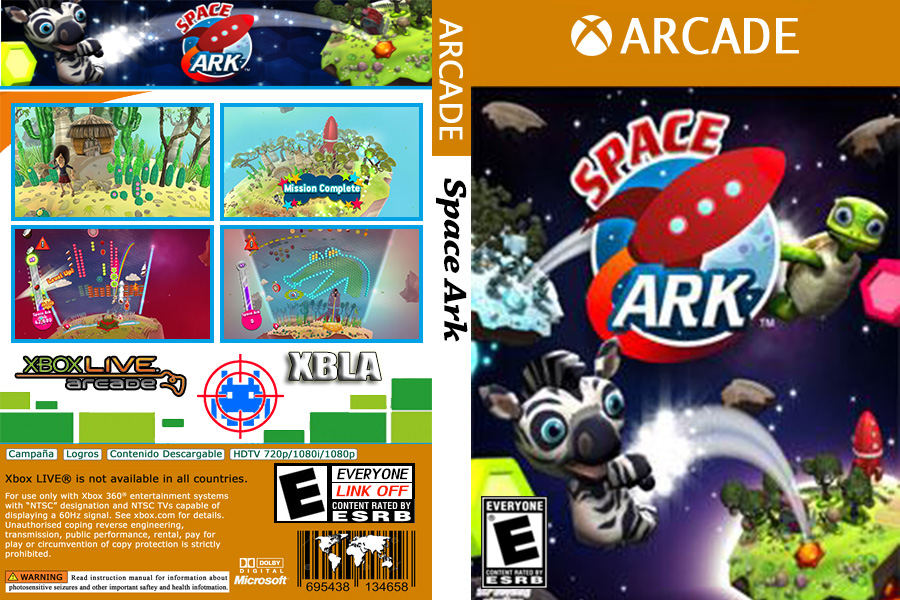 SPACE
ARK™
Mission Complete
XBOX LIVE
arcade
XBLA
Campaña Logros Contenido Descargable HDTV 720p/1080i/1080p
Xbox LIVE® is not available in all countries.
For use only with Xbox 360® entertainment systems
with “NTSC” designation and NTSC TVs capable of
displaying a 60Hz signal. See xbox.com for details.
Unauthorised coping reverse engineering,
transmission, public performance, rental, pay for
play or circumvention of copy protection is strictly
prohibited.
WARNING Read instruction manual for information about
photosensitive seizures and other important saftey and health infotmation.
E
EVERYONE
LINK OFF
CONTENT RATED BY
ESRB
DOLBY
DIGITAL
Microsoft®
695438 134658
ARCADE
Space Ark
ARCADE
SPACE
ARK™
EVERYONE
E
CONTENT RATED BY
ESRB